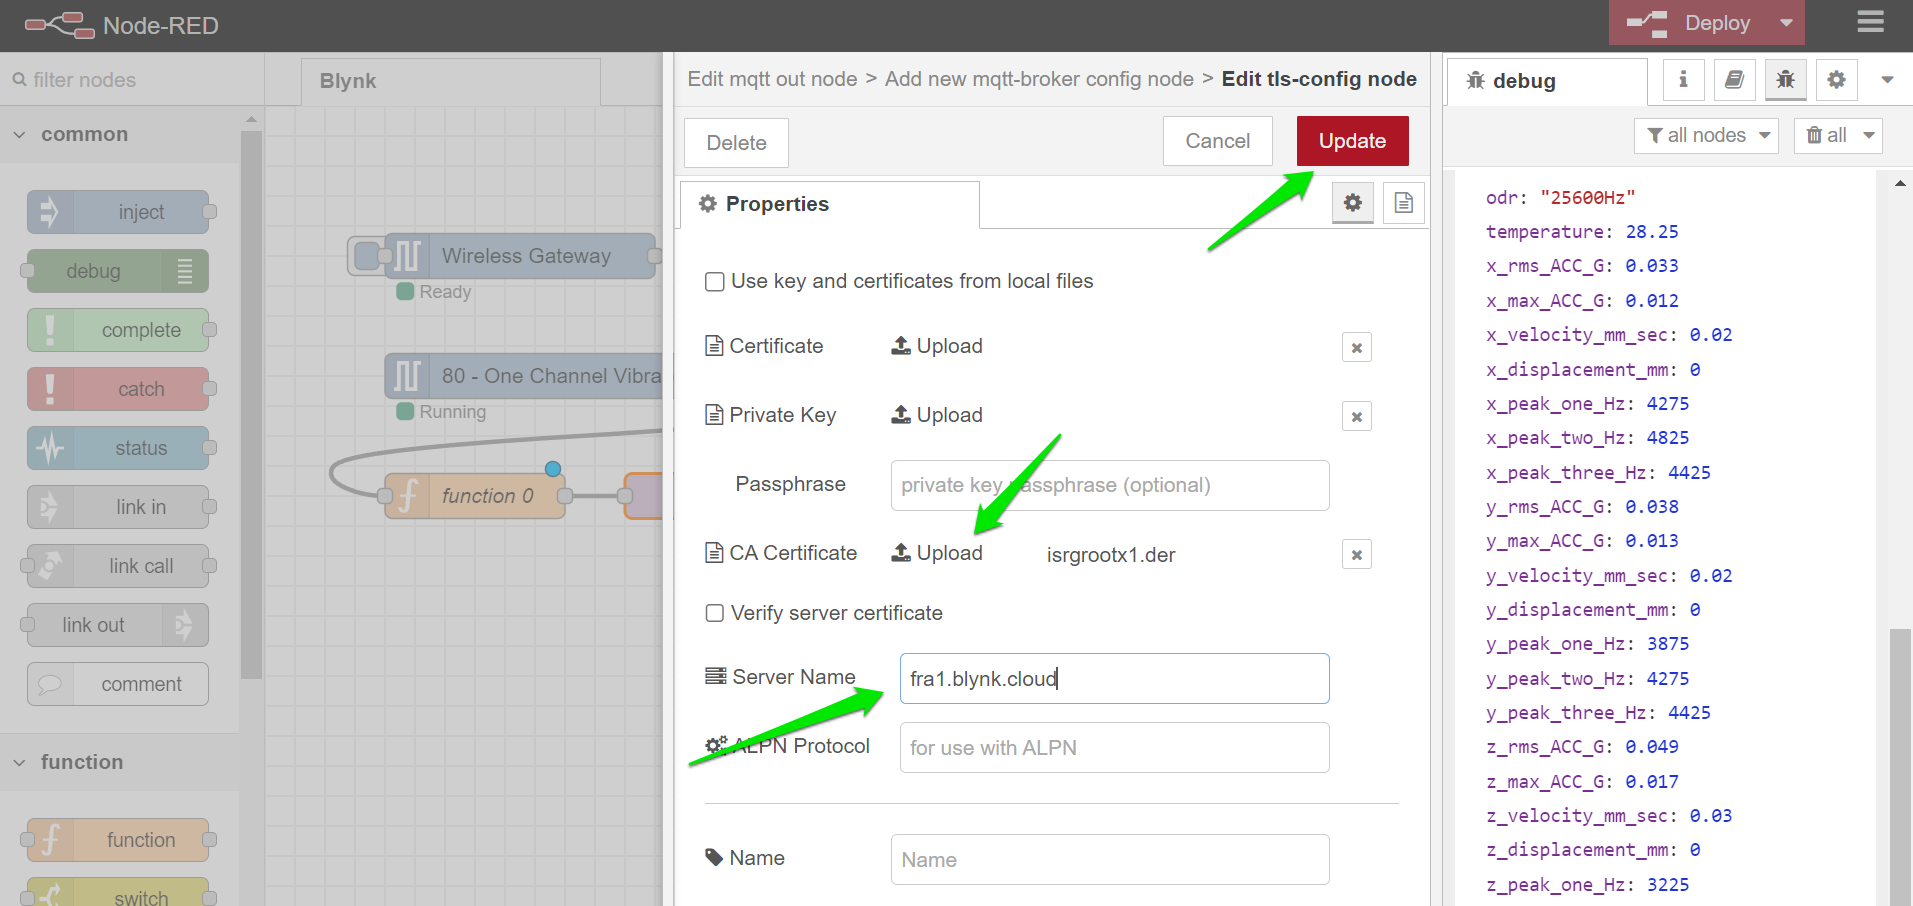 Node-RED
Deploy
filter nodes
Blynk
common
inject
debug
complete
catch
status
link in
link call
link out
comment
function
function
switch
Wireless Gateway
Ready
80 - One Channel Vibra
Running
function 0
Edit mqtt out node > Add new mqtt-broker config node > Edit tls-config node
Delete
Cancel
Update
Properties
Use key and certificates from local files
Certificate
Upload
Private Key
Upload
Passphrase
private key passphrase (optional)
CA Certificate
Upload
isrgrootx1.der
Verify server certificate
Server Name
fra1.blynk.cloud
ALPN Protocol
for use with ALPN
Name
Name
debug
all nodes
all
odr: "25600Hz"
temperature: 28.25
x_rms_ACC_G: 0.033
x_max_ACC_G: 0.012
x_velocity_mm_sec: 0.02
x_displacement_mm: 0
x_peak_one_Hz: 4275
x_peak_two_Hz: 4825
x_peak_three_Hz: 4425
y_rms_ACC_G: 0.038
y_max_ACC_G: 0.013
y_velocity_mm_sec: 0.02
y_displacement_mm: 0
y_peak_one_Hz: 3875
y_peak_two_Hz: 4275
y_peak_three_Hz: 4425
z_rms_ACC_G: 0.049
z_max_ACC_G: 0.017
z_velocity_mm_sec: 0.03
z_displacement_mm: 0
z_peak_one_Hz: 3225